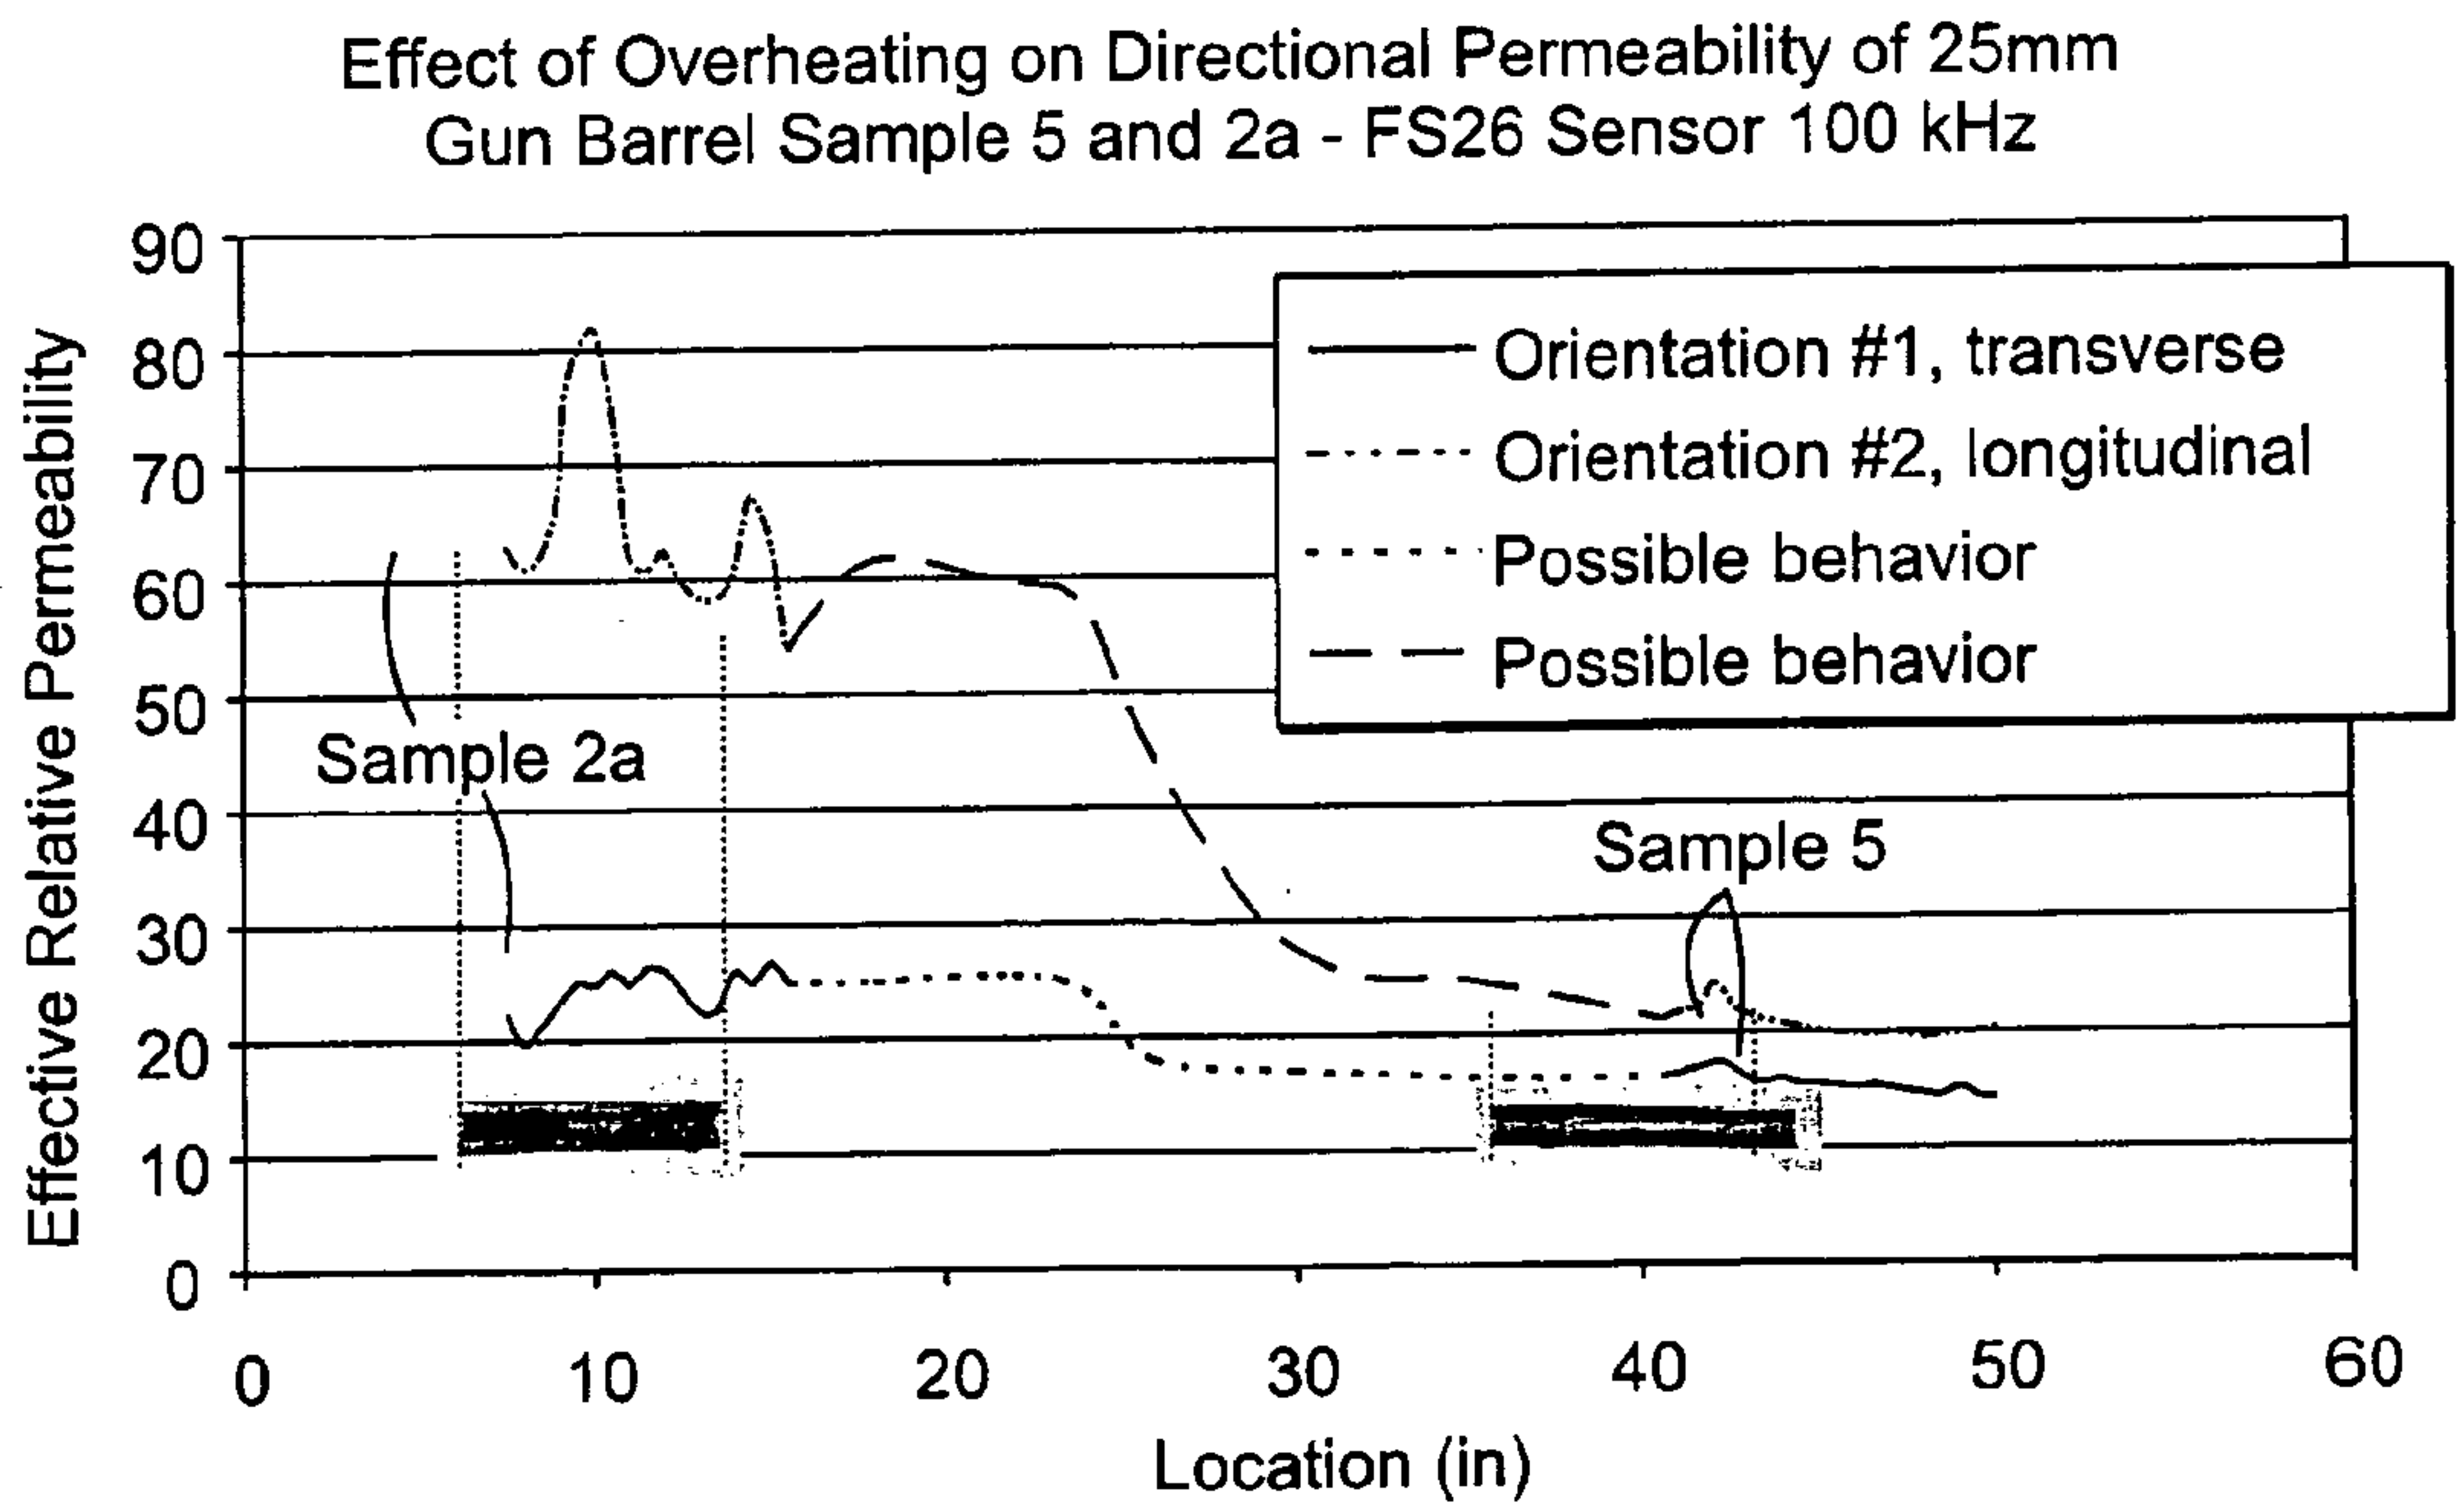 Effect of Overheating on Directional Permeability of 25mm
Gun Barrel Sample 5 and 2a - FS26 Sensor 100 kHz
Effective Relative Permeability
90
80
70
60
50
40
30
20
10
0
Orientation #1, transverse
Orientation #2, longitudinal
Possible behavior
Possible behavior
Sample 2a
Sample 5
0 10 20 30 40 50 60
Location (in)